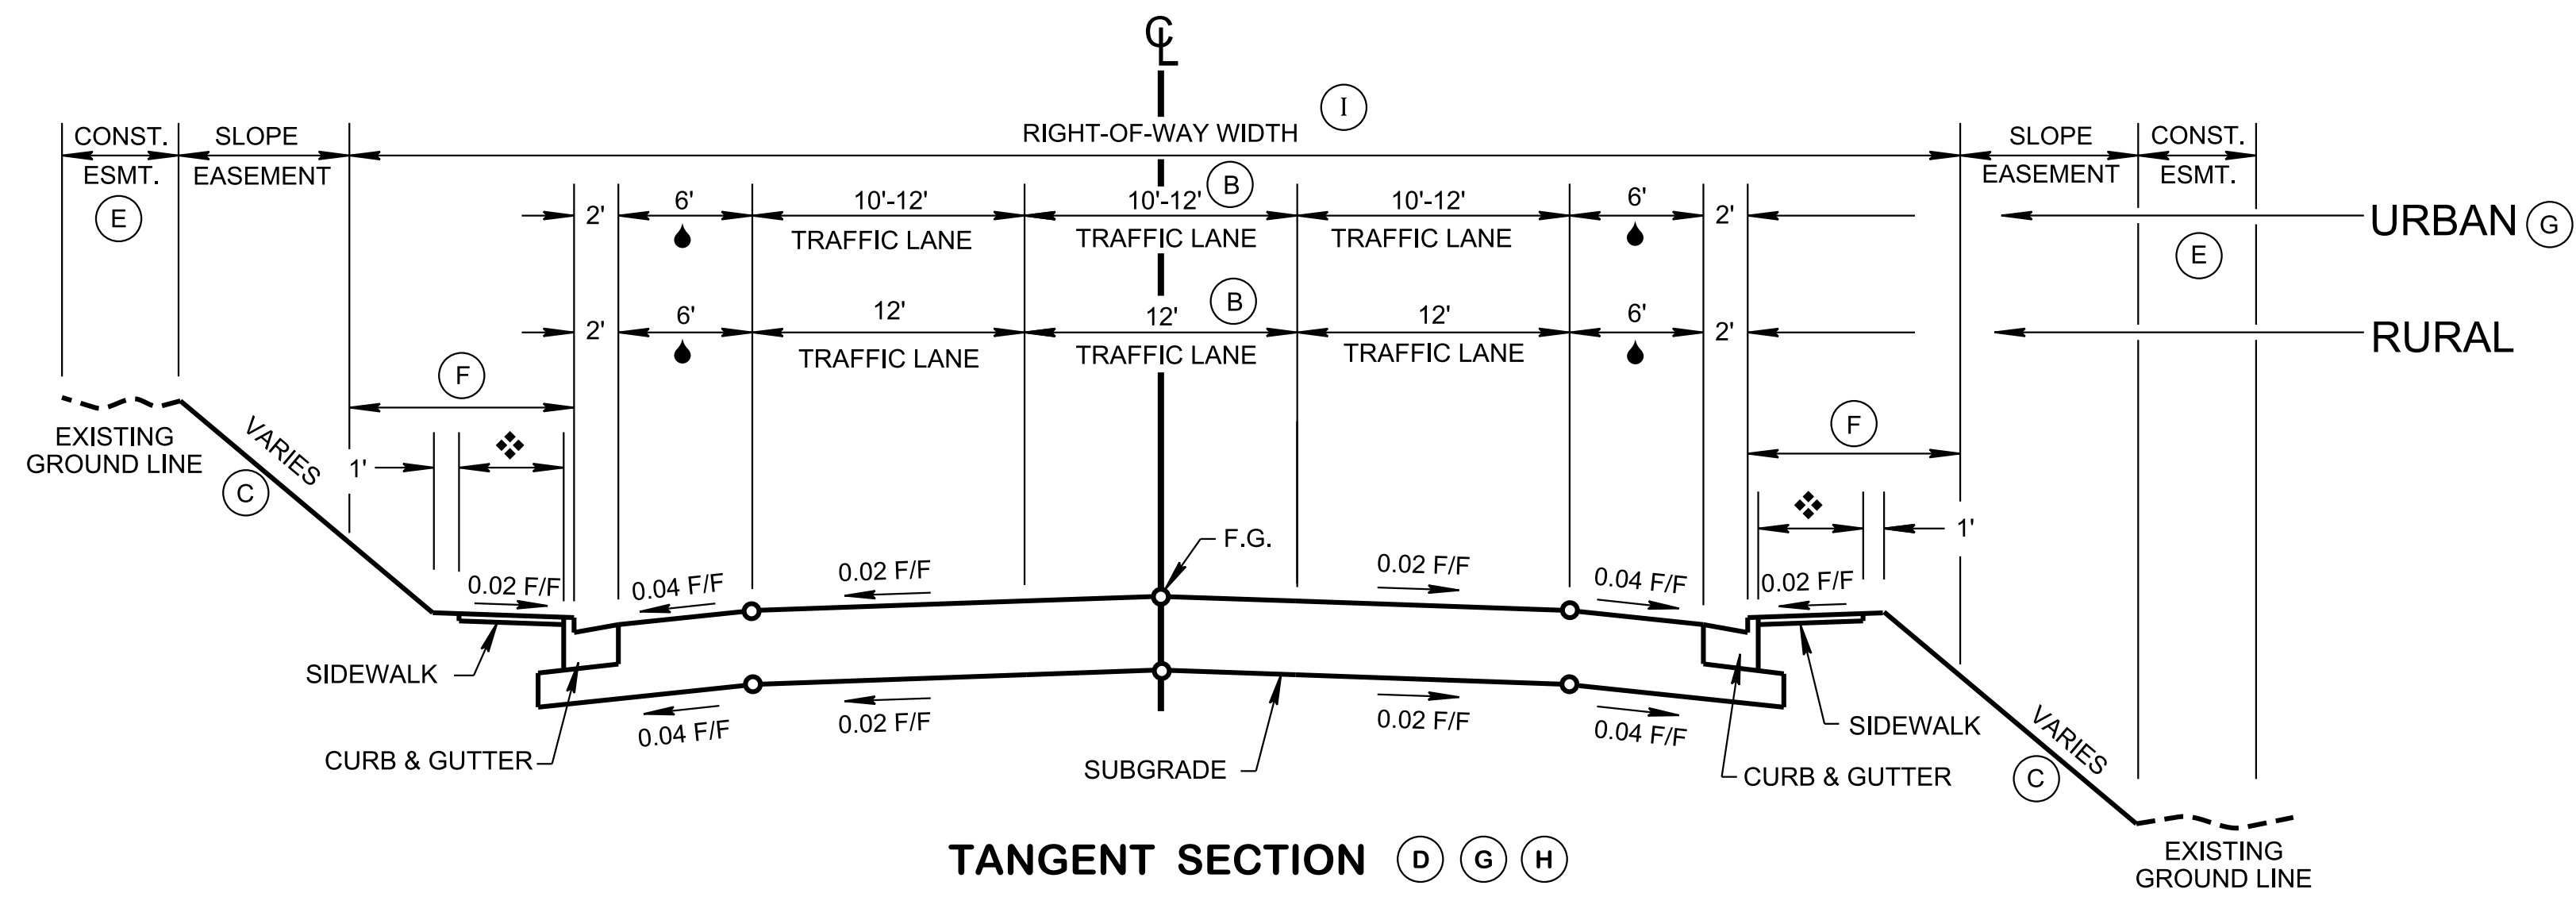 ℄
I
RIGHT-OF-WAY WIDTH
CONST.
ESMT.
E
SLOPE
EASEMENT
SLOPE
EASEMENT
CONST.
ESMT.
E
2'
6'
10'-12'
TRAFFIC LANE
10'-12'
B
TRAFFIC LANE
10'-12'
TRAFFIC LANE
6'
2'
URBAN G
2'
6'
12'
TRAFFIC LANE
12'
B
TRAFFIC LANE
12'
TRAFFIC LANE
6'
2'
RURAL
F
F
EXISTING
GROUND LINE
VARIES
C
1'
❖
❖
1'
F.G.
0.02 F/F
0.04 F/F
0.02 F/F
0.02 F/F
0.04 F/F
0.02 F/F
SIDEWALK
CURB & GUTTER
0.04 F/F
0.02 F/F
SUBGRADE
0.02 F/F
0.04 F/F
SIDEWALK
CURB & GUTTER
VARIES
C
EXISTING
GROUND LINE
TANGENT SECTION D G H